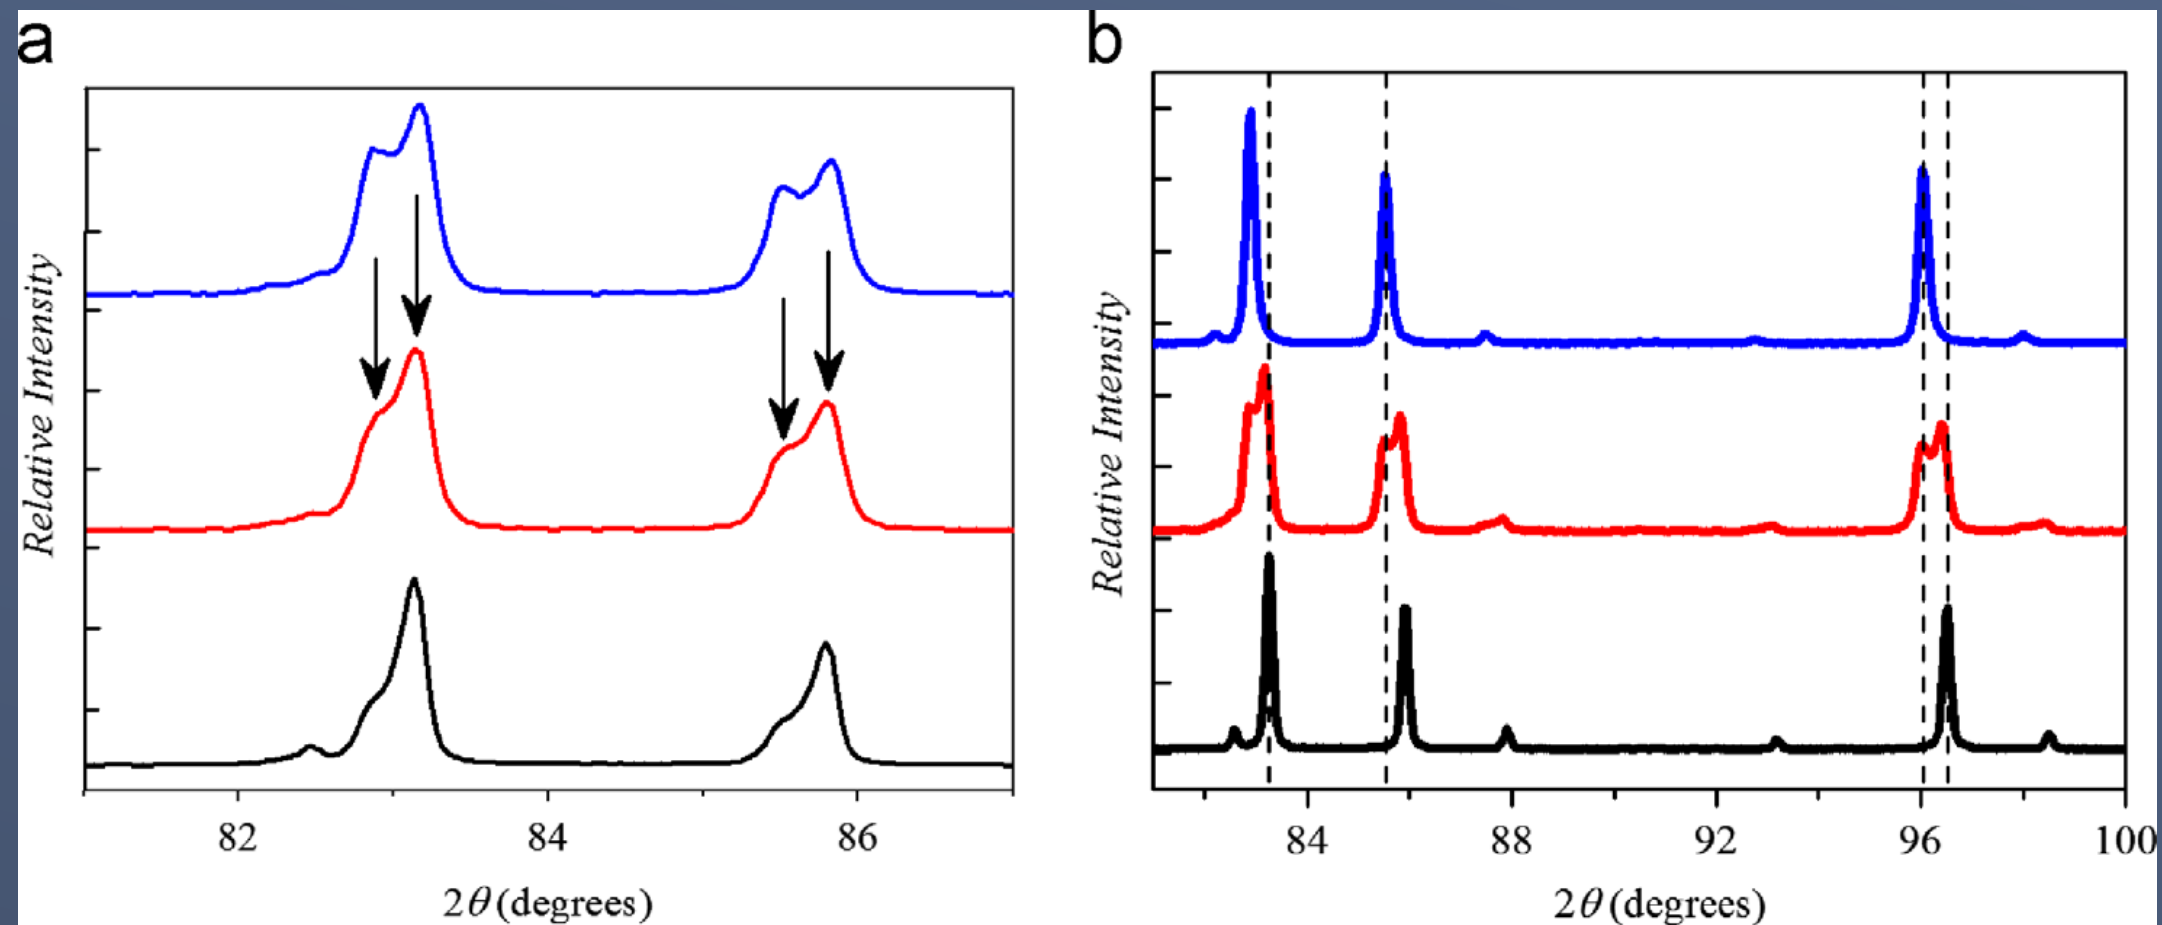 a
Relative Intensity
82 84 86
2θ (degrees)
b
Relative Intensity
84 88 92 96 100
2θ (degrees)